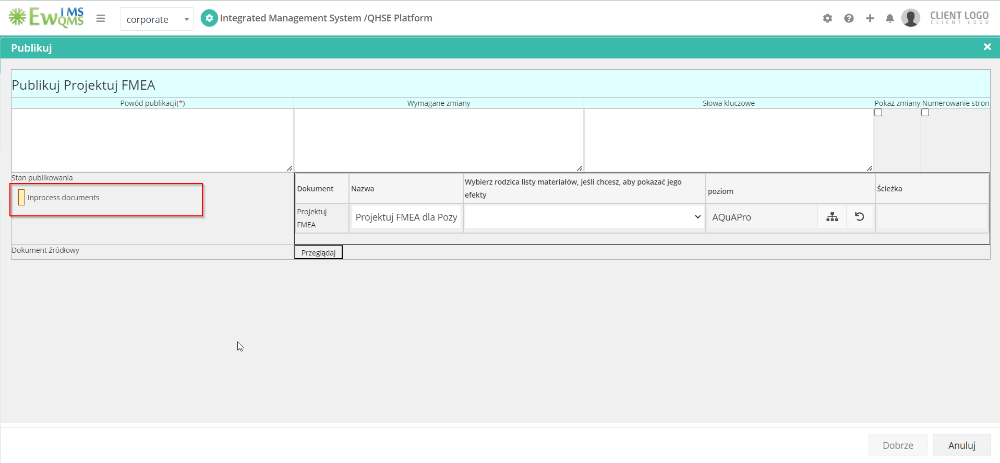 EwQMS IMS
corporate
Integrated Management System /QHSE Platform
CLIENT LOGO
CLIENT LOGO
Publikuj
Publikuj Projektuj FMEA
Powód publikacji(*)
Wymagane zmiany
Słowa kluczowe
Pokaż zmiany
Numerowanie stron
Stan publikowania
Inprocess documents
Dokument
Nazwa
Wybierz rodzica listy materiałów, jeśli chcesz, aby pokazać jego
efekty
poziom
Ścieżka
Projektuj
FMEA
Projektuj FMEA dla Pozy
AQuAPro
Dokument źródłowy
Przeglądaj
Dobrze
Anuluj